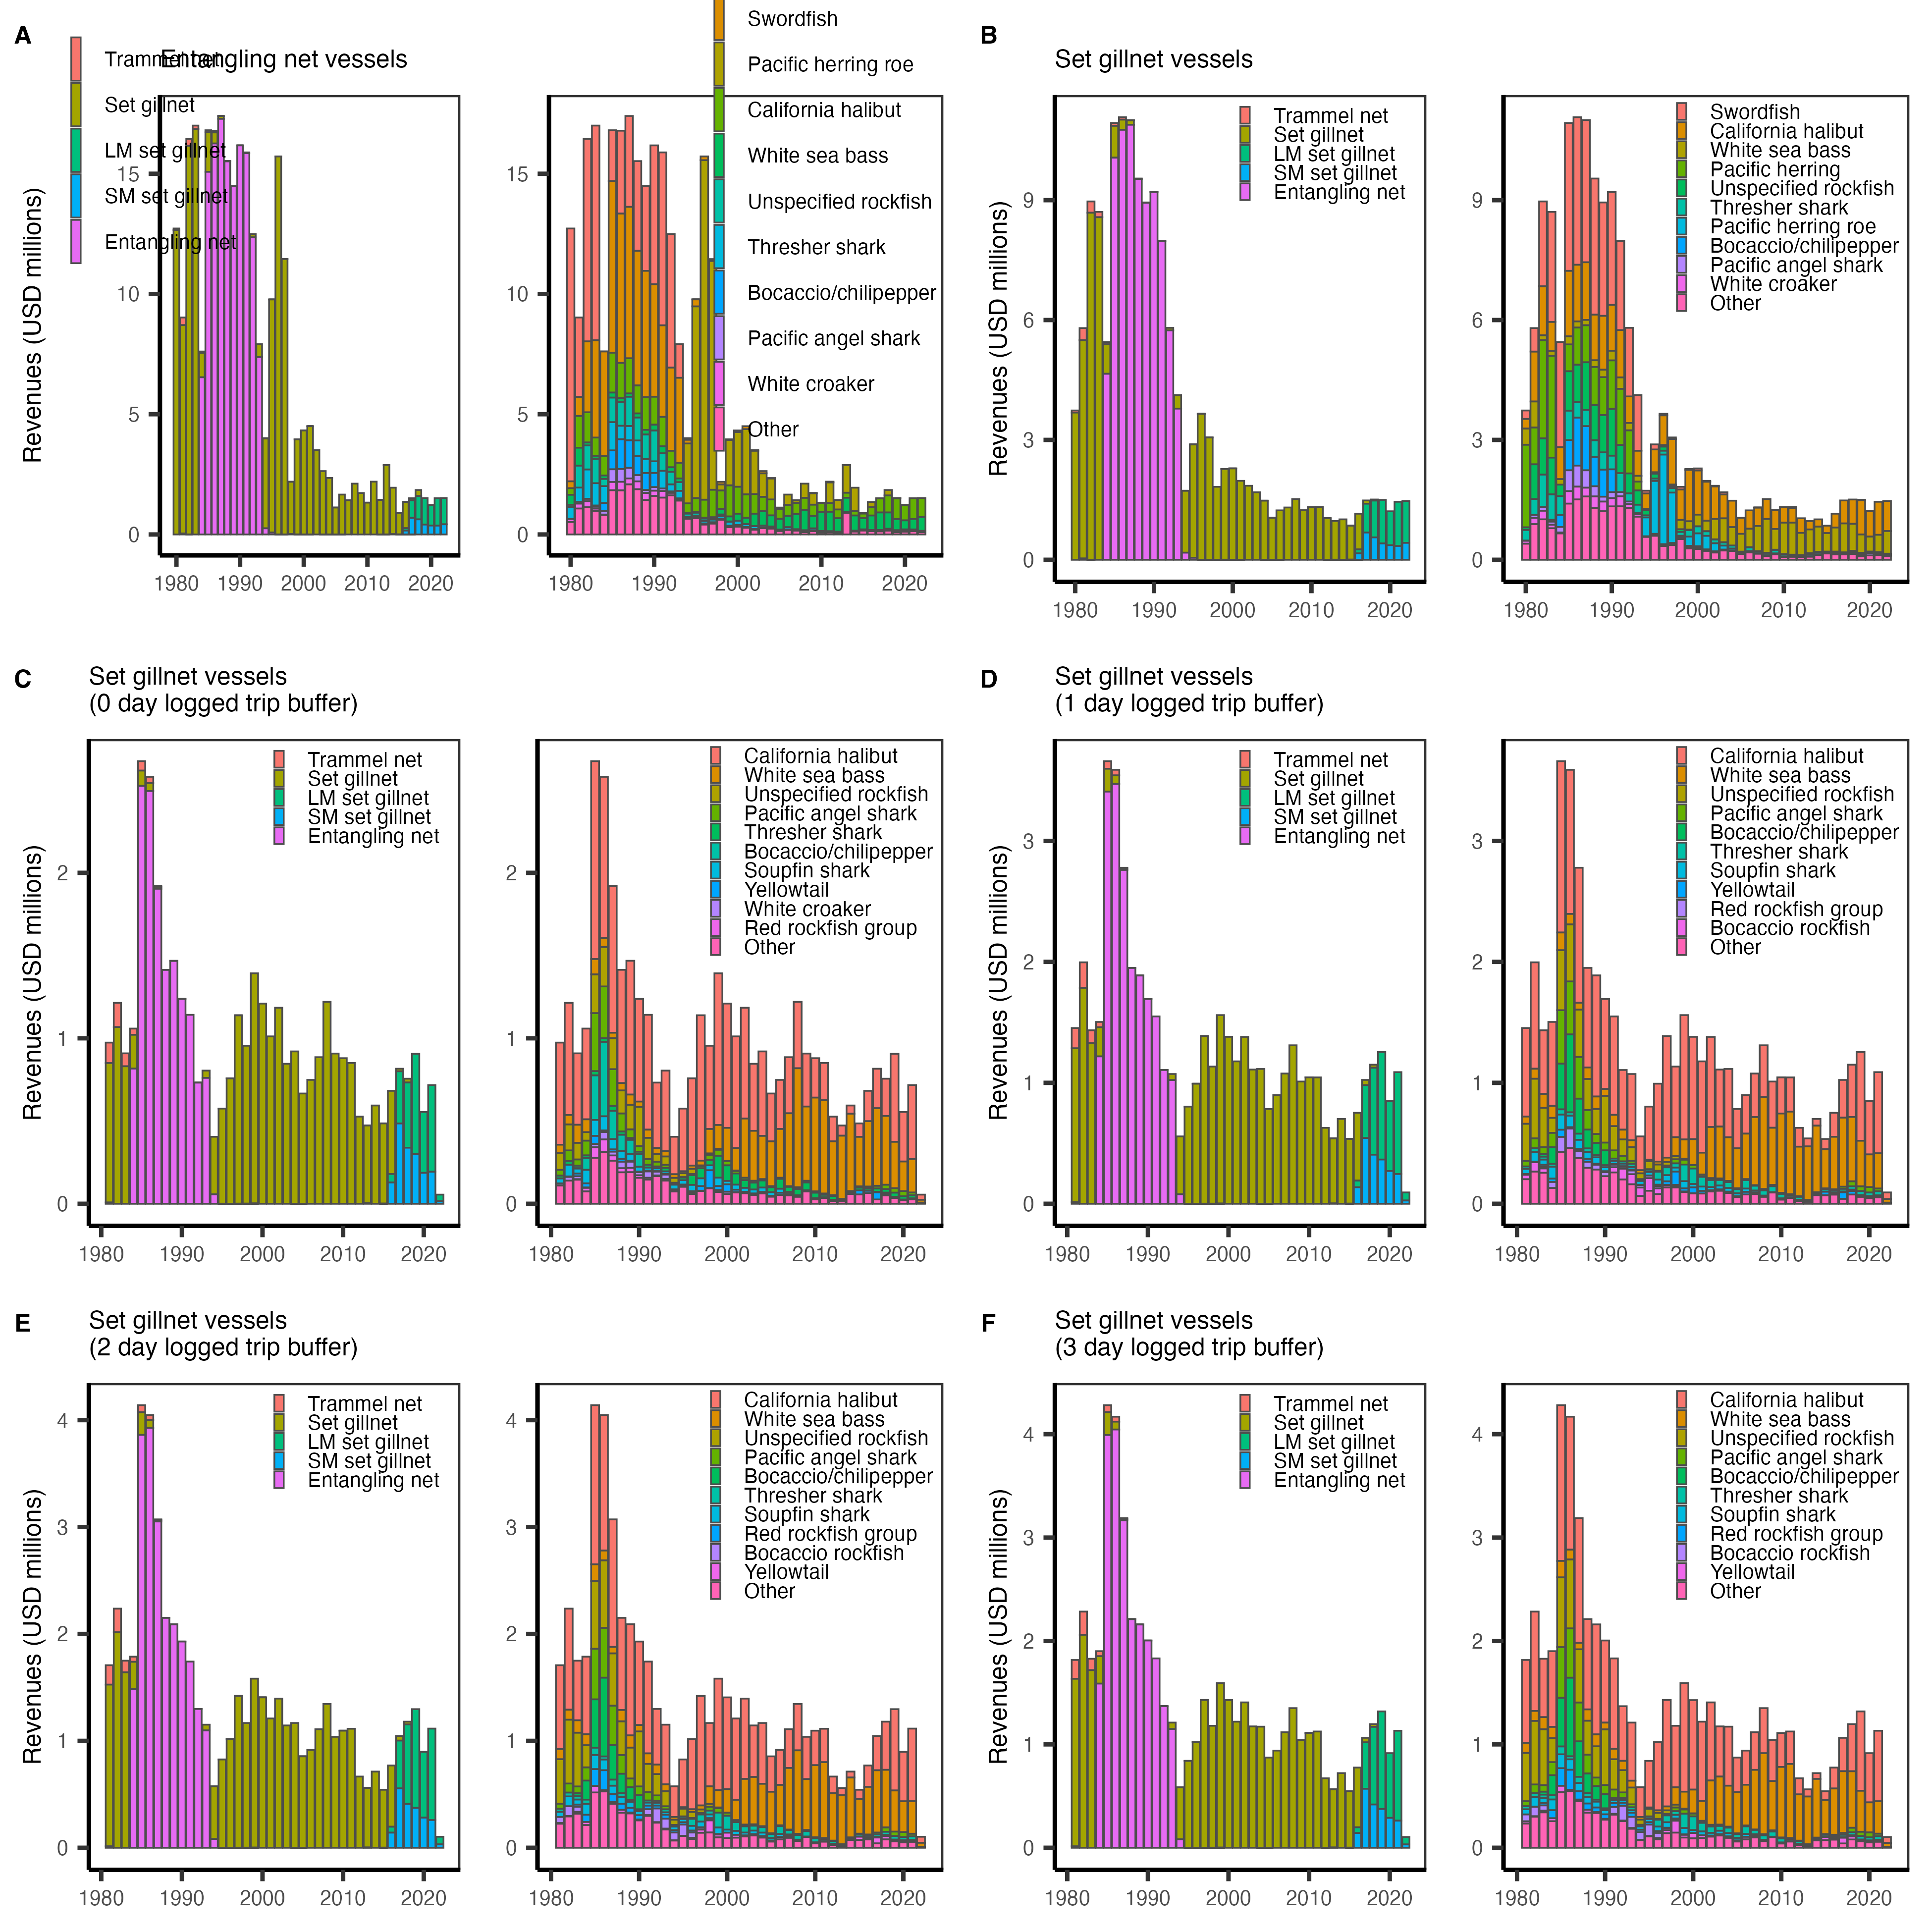 A
Entangling net vessels
Trammel net
Set gillnet
LM set gillnet
SM set gillnet
Entangling net
Revenues (USD millions)
15
10
5
0
1980 1990 2000 2010 2020
Swordfish
Pacific herring roe
California halibut
White sea bass
Unspecified rockfish
Thresher shark
Bocaccio/chilipepper
Pacific angel shark
White croaker
Other
15
10
5
0
1980 1990 2000 2010 2020
B
Set gillnet vessels
Revenues (USD millions)
9
6
3
0
Trammel net
Set gillnet
LM set gillnet
SM set gillnet
Entangling net
1980 1990 2000 2010 2020
9
6
3
0
Swordfish
California halibut
White sea bass
Pacific herring
Unspecified rockfish
Thresher shark
Pacific herring roe
Bocaccio/chilipepper
Pacific angel shark
White croaker
Other
1980 1990 2000 2010 2020
C
Set gillnet vessels
(0 day logged trip buffer)
Revenues (USD millions)
2
1
0
Trammel net
Set gillnet
LM set gillnet
SM set gillnet
Entangling net
1980 1990 2000 2010 2020
2
1
0
California halibut
White sea bass
Unspecified rockfish
Pacific angel shark
Thresher shark
Bocaccio/chilipepper
Soupfin shark
Yellowtail
White croaker
Red rockfish group
Other
1980 1990 2000 2010 2020
D
Set gillnet vessels
(1 day logged trip buffer)
Revenues (USD millions)
3
2
1
0
Trammel net
Set gillnet
LM set gillnet
SM set gillnet
Entangling net
1980 1990 2000 2010 2020
3
2
1
0
California halibut
White sea bass
Unspecified rockfish
Pacific angel shark
Bocaccio/chilipepper
Thresher shark
Soupfin shark
Yellowtail
Red rockfish group
Bocaccio rockfish
Other
1980 1990 2000 2010 2020
E
Set gillnet vessels
(2 day logged trip buffer)
Revenues (USD millions)
4
3
2
1
0
Trammel net
Set gillnet
LM set gillnet
SM set gillnet
Entangling net
1980 1990 2000 2010 2020
4
3
2
1
0
California halibut
White sea bass
Unspecified rockfish
Pacific angel shark
Bocaccio/chilipepper
Thresher shark
Soupfin shark
Red rockfish group
Bocaccio rockfish
Yellowtail
Other
1980 1990 2000 2010 2020
F
Set gillnet vessels
(3 day logged trip buffer)
Revenues (USD millions)
4
3
2
1
0
Trammel net
Set gillnet
LM set gillnet
SM set gillnet
Entangling net
1980 1990 2000 2010 2020
4
3
2
1
0
California halibut
White sea bass
Unspecified rockfish
Pacific angel shark
Bocaccio/chilipepper
Thresher shark
Soupfin shark
Red rockfish group
Bocaccio rockfish
Yellowtail
Other
1980 1990 2000 2010 2020